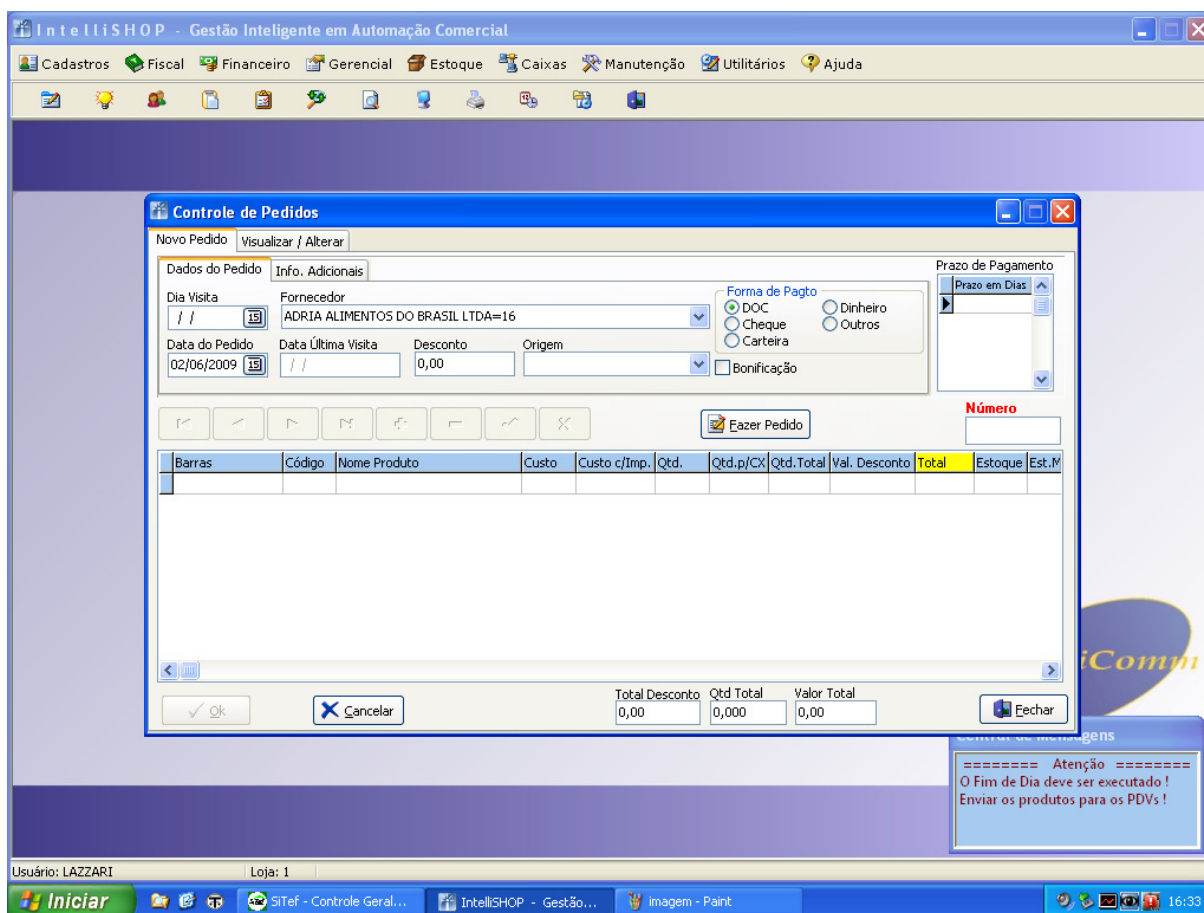 IntelliSHOP - Gestão Inteligente em Automação Comercial
Cadastros Fiscal Financeiro Gerencial Estoque Caixas Manutenção Utilitários Ajuda
Controle de Pedidos
Novo Pedido Visualizar / Alterar
Dados do Pedido Info. Adicionais
Prazo de Pagamento
Prazo em Dias
Dia Visita Fornecedor
/ / 15 ADRIA ALIMENTOS DO BRASIL LTDA=16
Forma de Pagto
DOC Dinheiro
Cheque Outros
Carteira
Data do Pedido Data Última Visita Desconto Origem
02/06/2009 15 / / 0,00
Bonificação
Número
Fazer Pedido
Barras Código Nome Produto Custo Custo c/Imp. Qtd. Qtd.p/CX Qtd.Total Val. Desconto Total Estoque Est.M
Total Desconto Qtd Total Valor Total
Ok Cancelar 0,00 0,000 0,00 Fechar
iComm
Central de Mensagens
======== Atenção ========
O Fim de Dia deve ser executado !
Enviar os produtos para os PDVs !
Usuário: LAZZARI Loja: 1
Iniciar SiTef - Controle Geral... IntelliSHOP - Gestão... imagem - Paint 16:33